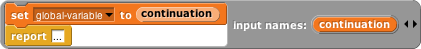 set global-variable to continuation
report ... input names: continuation